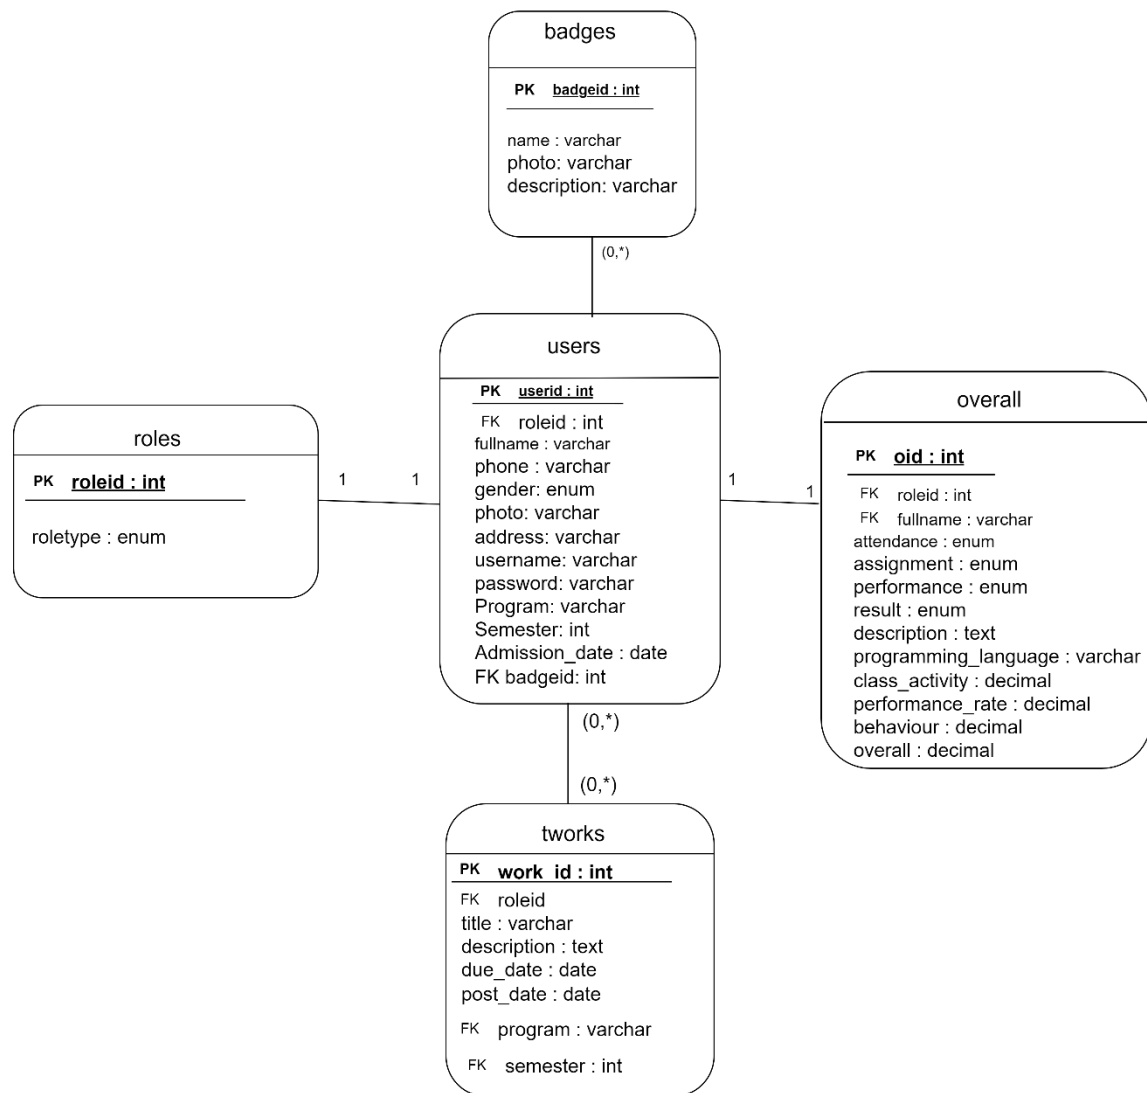 badges
PK badgeid : int
name : varchar
photo: varchar
description: varchar
(0,*)
users
PK userid : int
FK roleid : int
fullname : varchar
phone : varchar
gender: enum
photo: varchar
address: varchar
username: varchar
password: varchar
Program: varchar
Semester: int
Admission_date : date
FK badgeid: int
roles
PK roleid : int
roletype : enum
1
1
1
1
overall
PK oid : int
FK roleid : int
FK fullname : varchar
attendance : enum
assignment : enum
performance : enum
result : enum
description : text
programming_language : varchar
class_activity : decimal
performance_rate : decimal
behaviour : decimal
overall : decimal
(0,*)
(0,*)
tworks
PK work_id : int
FK roleid
title : varchar
description : text
due_date : date
post_date : date
FK program : varchar
FK semester : int